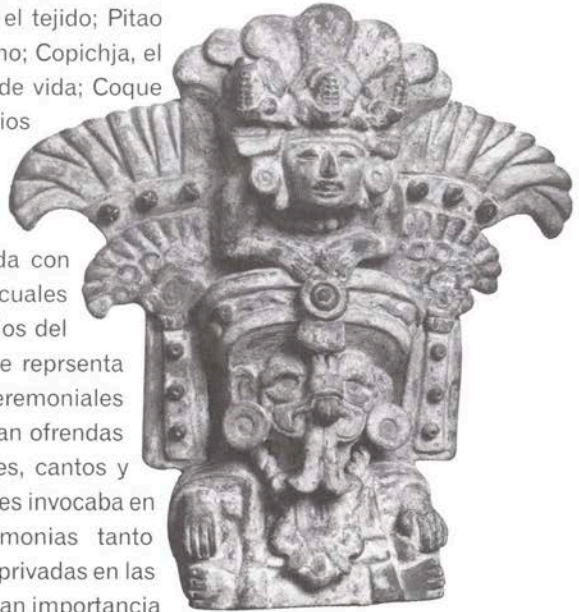 el tejido; Pitao
no; Copichja, el
de vida; Coque
ios
da con
cuales
os del
e reprsenta
eremoniales
an ofrendas
es, cantos y
es invocaba en
monias tanto
privadas en las
an importancia